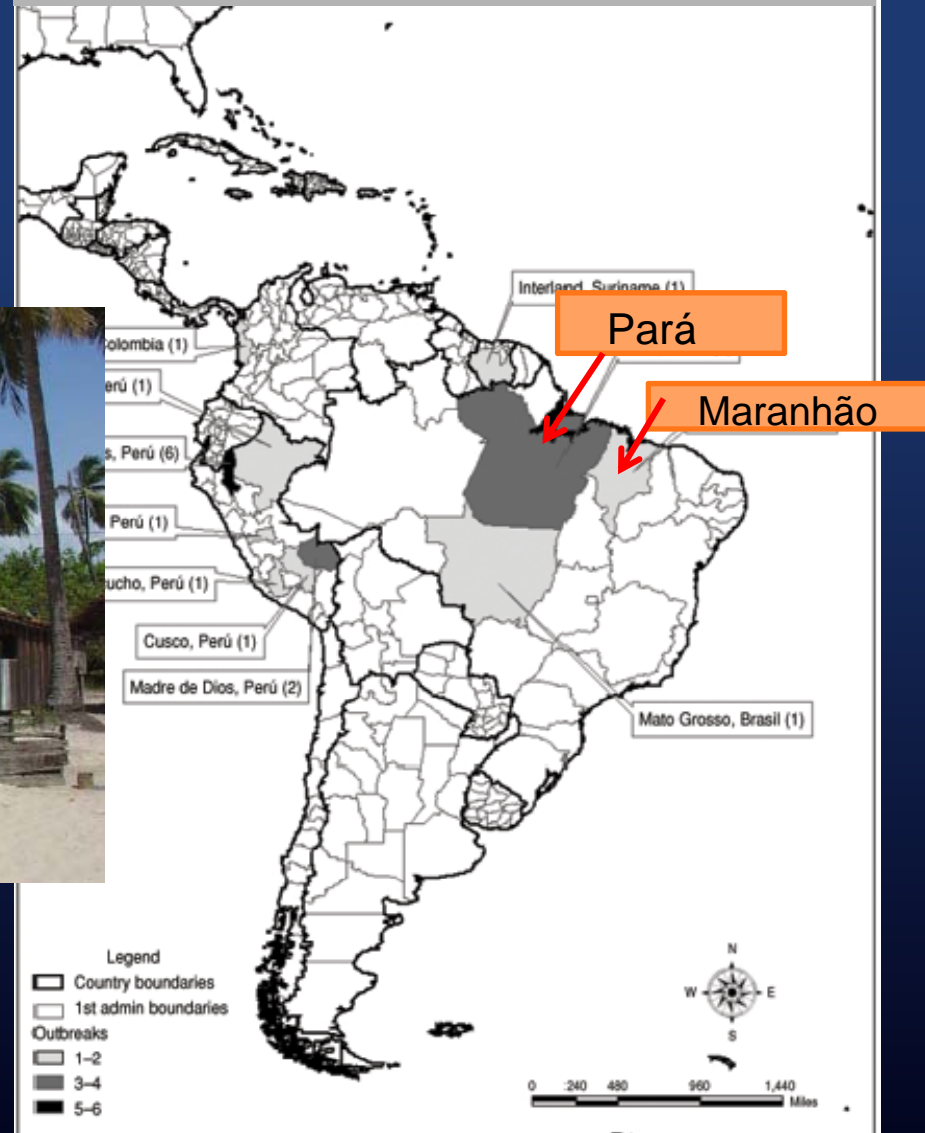 Interland, Suriname (1)
Pará
Maranhão
Colombia (1)
Perú (1)
Perú (6)
Perú (1)
Perú (1)
Cusco, Perú (1)
Madre de Dios, Perú (2)
Mato Grosso, Brasil (1)
Legend
Country boundaries
1st admin boundaries
Outbreaks
1–2
3–4
5–6
N
W E
S
0 240 480 960 1,440
Miles